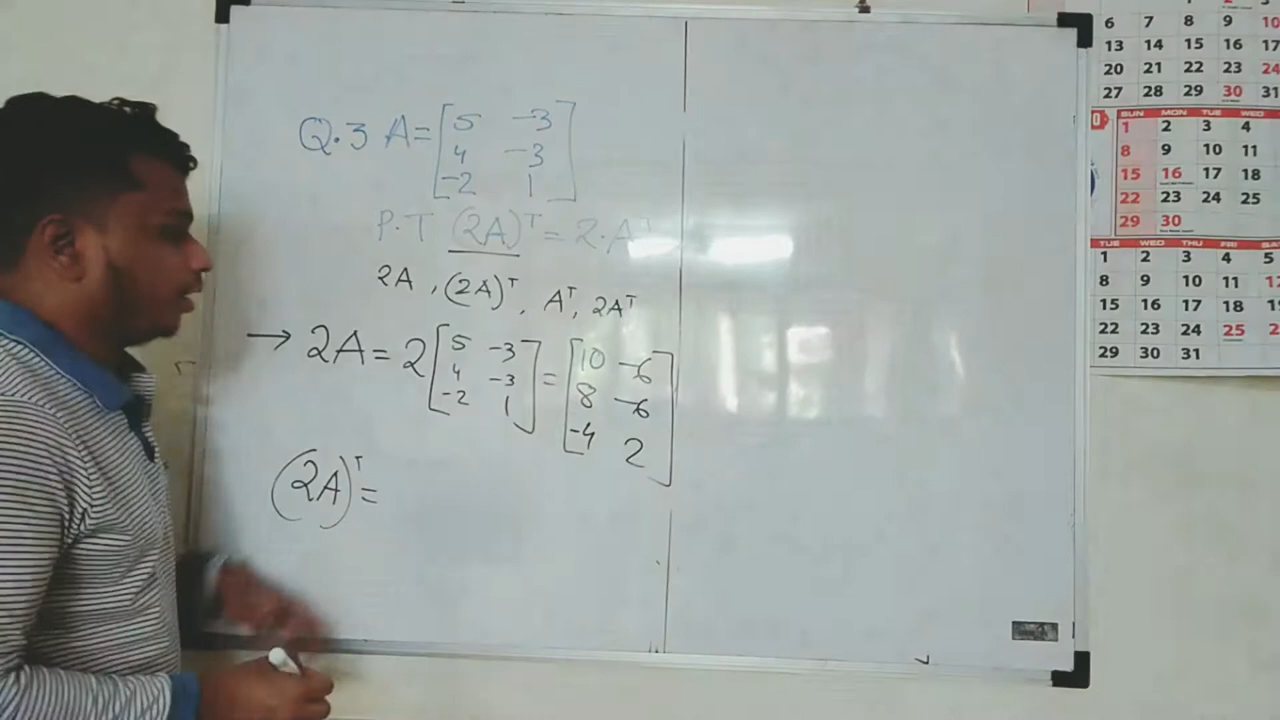 Q.3 A = [ 5 -3
4 -3
-2 1 ]
P.T (2A)ᵀ = 2·Aᵀ
2A , (2A)ᵀ , Aᵀ , 2Aᵀ
→ 2A = 2 [ 5 -3 ] = [ 10 -6 ]
4 -3 8 -6
-2 1 -4 2
(2A)ᵀ =
6 7 8 9 10
13 14 15 16 17
20 21 22 23 24
27 28 29 30 31
SUN MON TUE WED
1 2 3 4
8 9 10 11
15 16 17 18
22 23 24 25
29 30
TUE WED THU FRI
1 2 3 4 5
8 9 10 11 12
15 16 17 18
22 23 24 25
29 30 31